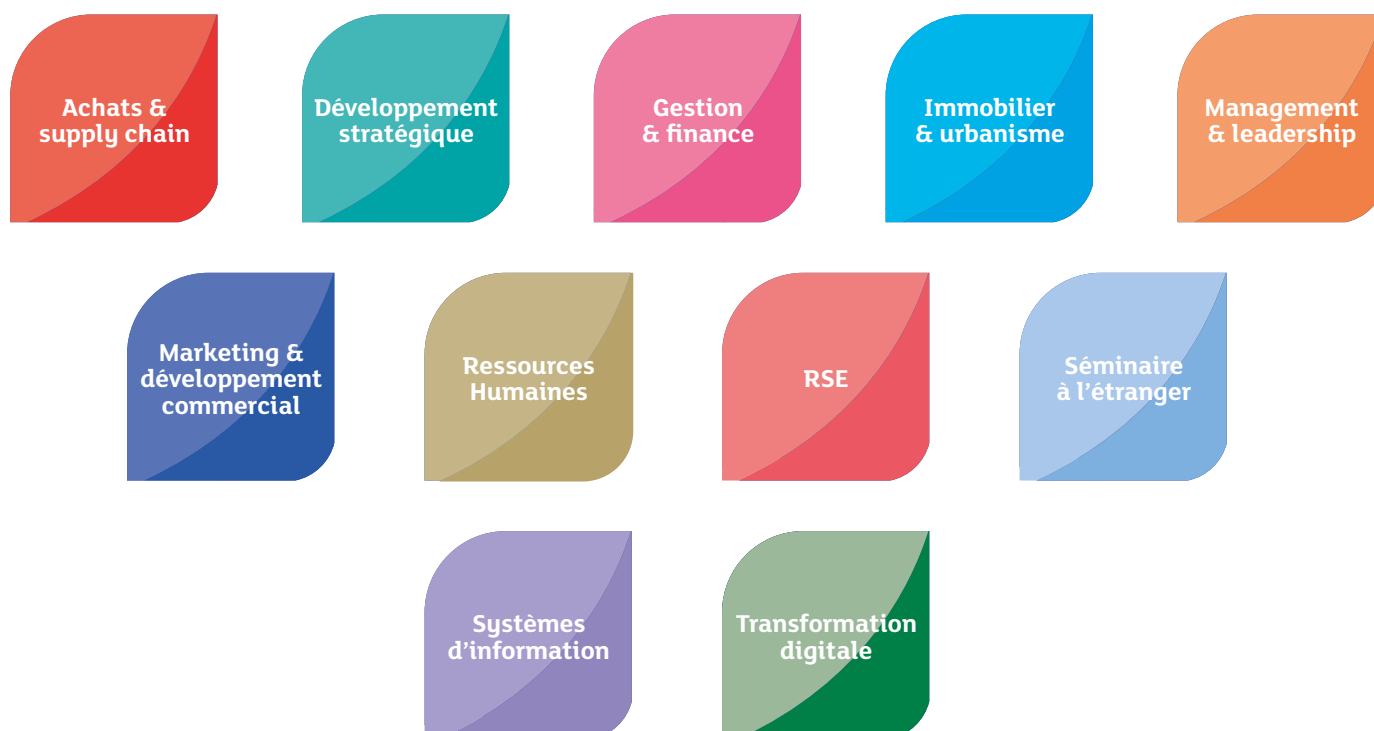 Achats &
supply chain
Développement
stratégique
Gestion
& finance
Immobilier
& urbanisme
Management
& leadership
Marketing &
développement
commercial
Ressources
Humaines
RSE
Séminaire
à l’étranger
Systèmes
d’information
Transformation
digitale